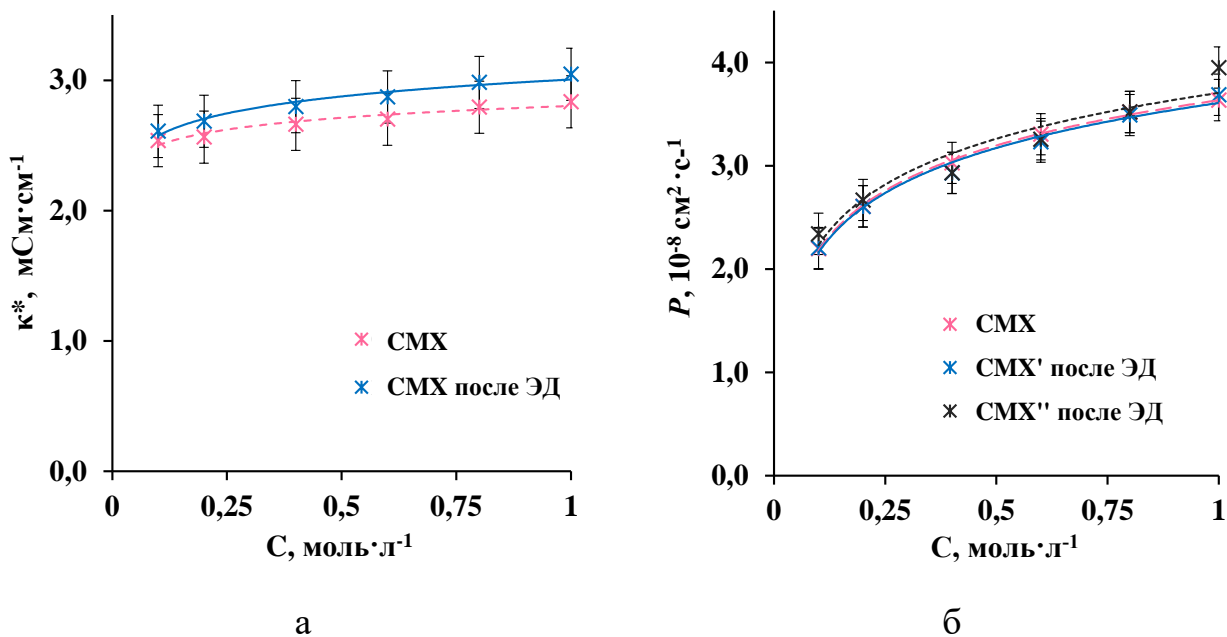 3,0
2,0
1,0
0,0
к*, мСм·см-1
0
0,25
0,5
0,75
1
С, моль·л-1
СМХ
СМХ после ЭД
а
4,0
3,0
2,0
1,0
0,0
P, 10-8 см2·с-1
0
0,25
0,5
0,75
1
С, моль·л-1
СМХ
СМХ' после ЭД
СМХ" после ЭД
б